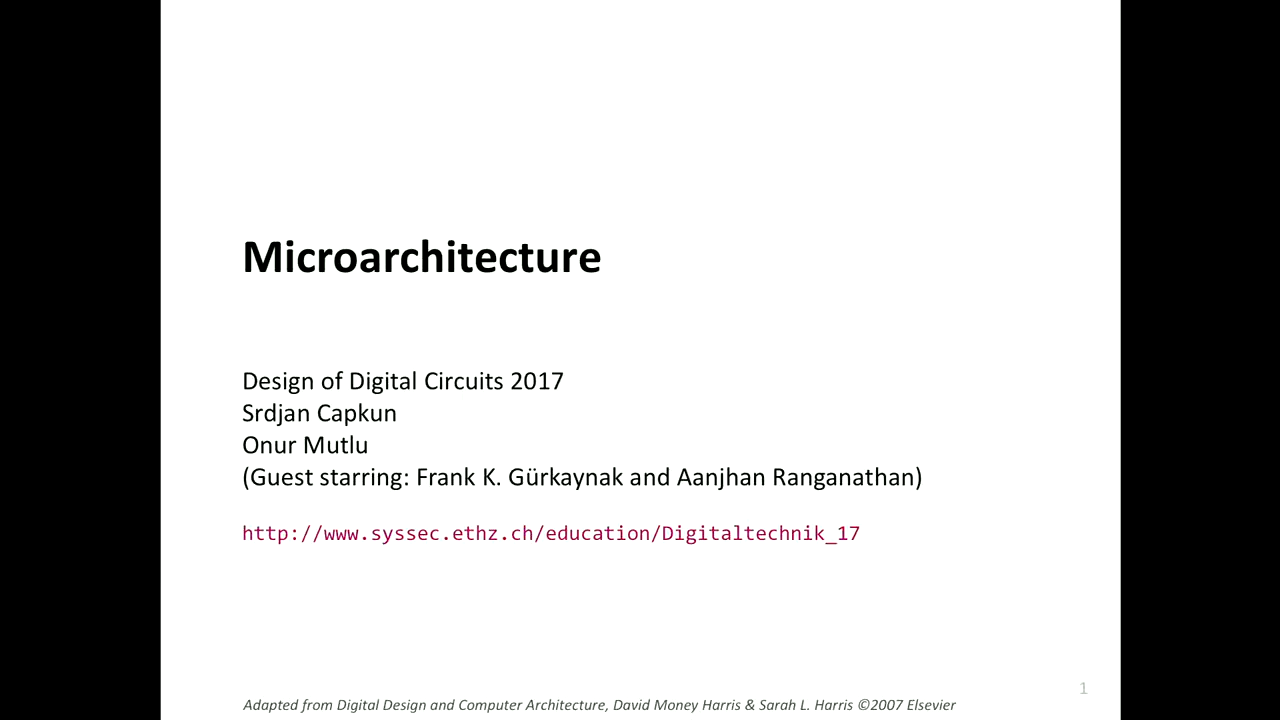 Microarchitecture
Design of Digital Circuits 2017
Srdjan Capkun
Onur Mutlu
(Guest starring: Frank K. Gürkaynak and Aanjhan Ranganathan)
http://www.syssec.ethz.ch/education/Digitaltechnik_17
1
Adapted from Digital Design and Computer Architecture, David Money Harris & Sarah L. Harris ©2007 Elsevier